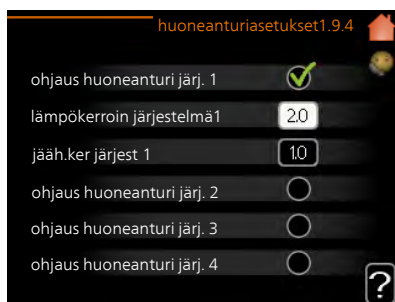 huoneanturiasetukset1.9.4
ohjaus huoneanturi järj. 1
lämpökerroin järjestelmä1 2.0
jääh.ker järjest 1 1.0
ohjaus huoneanturi järj. 2
ohjaus huoneanturi järj. 3
ohjaus huoneanturi järj. 4
?